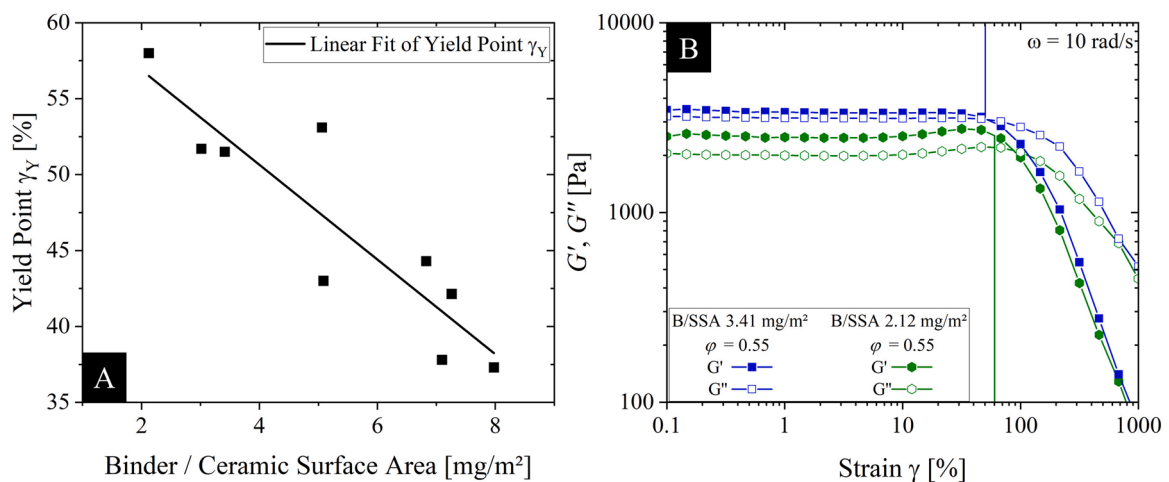 60
55
50
45
40
35
2
4
6
8
Yield Point γY [%]
Binder / Ceramic Surface Area [mg/m²]
Linear Fit of Yield Point γY
A
B
ω = 10 rad/s
10000
1000
100
G', G'' [Pa]
0.1
1
10
100
1000
Strain γ [%]
B/SSA 3.41 mg/m² B/SSA 2.12 mg/m²
φ = 0.55 φ = 0.55
G' G'
G'' G''